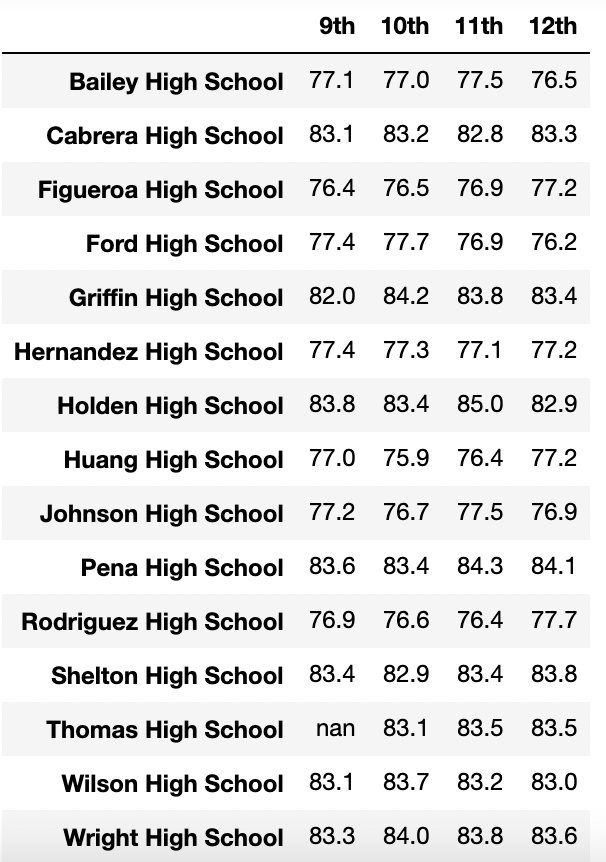 9th 10th 11th 12th
Bailey High School 77.1 77.0 77.5 76.5
Cabrera High School 83.1 83.2 82.8 83.3
Figueroa High School 76.4 76.5 76.9 77.2
Ford High School 77.4 77.7 76.9 76.2
Griffin High School 82.0 84.2 83.8 83.4
Hernandez High School 77.4 77.3 77.1 77.2
Holden High School 83.8 83.4 85.0 82.9
Huang High School 77.0 75.9 76.4 77.2
Johnson High School 77.2 76.7 77.5 76.9
Pena High School 83.6 83.4 84.3 84.1
Rodriguez High School 76.9 76.6 76.4 77.7
Shelton High School 83.4 82.9 83.4 83.8
Thomas High School nan 83.1 83.5 83.5
Wilson High School 83.1 83.7 83.2 83.0
Wright High School 83.3 84.0 83.8 83.6